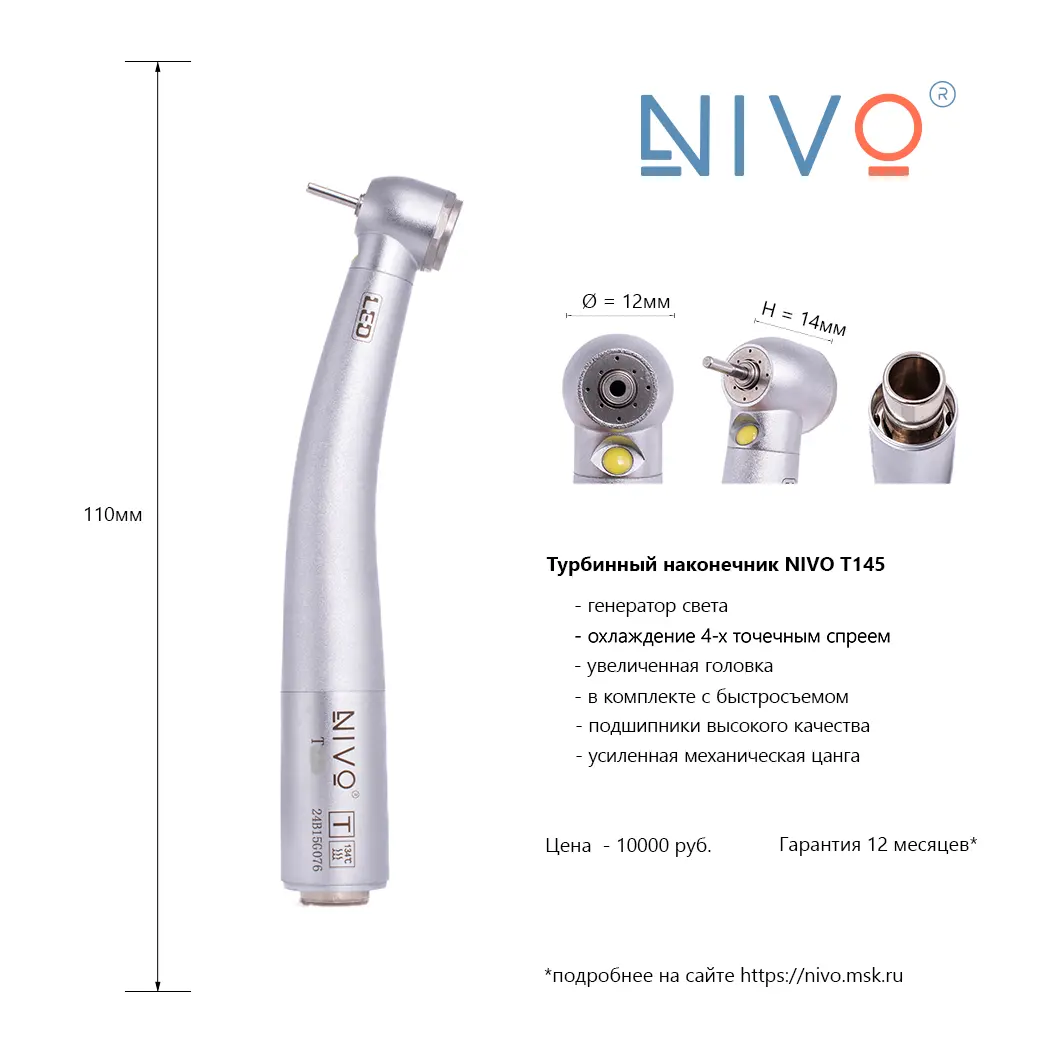 NIVO ®
Ø = 12мм
H = 14мм
LED
110мм
Турбинный наконечник NIVO T145
- генератор света
- охлаждение 4-х точечным спреем
- увеличенная головка
- в комплекте с быстросъемом
- подшипники высокого качества
- усиленная механическая цанга
NIVO ®
T
24B15G076
T
134°C
Цена - 10000 руб.
Гарантия 12 месяцев*
*подробнее на сайте https://nivo.msk.ru